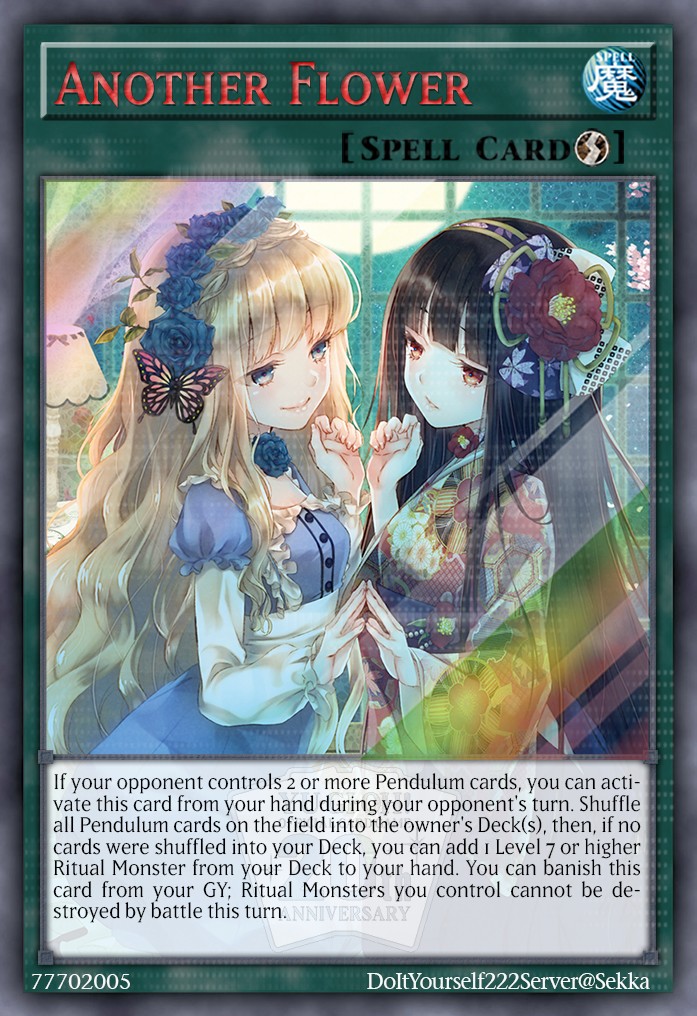 Another Flower
SPELL
魔
[Spell Card]
If your opponent controls 2 or more Pendulum cards, you can acti-
vate this card from your hand during your opponent's turn. Shuffle
all Pendulum cards on the field into the owner's Deck(s), then, if no
cards were shuffled into your Deck, you can add 1 Level 7 or higher
Ritual Monster from your Deck to your hand. You can banish this
card from your GY; Ritual Monsters you control cannot be de-
stroyed by battle this turn.
ANNIVERSARY
77702005 DoItYourself222Server@Sekka